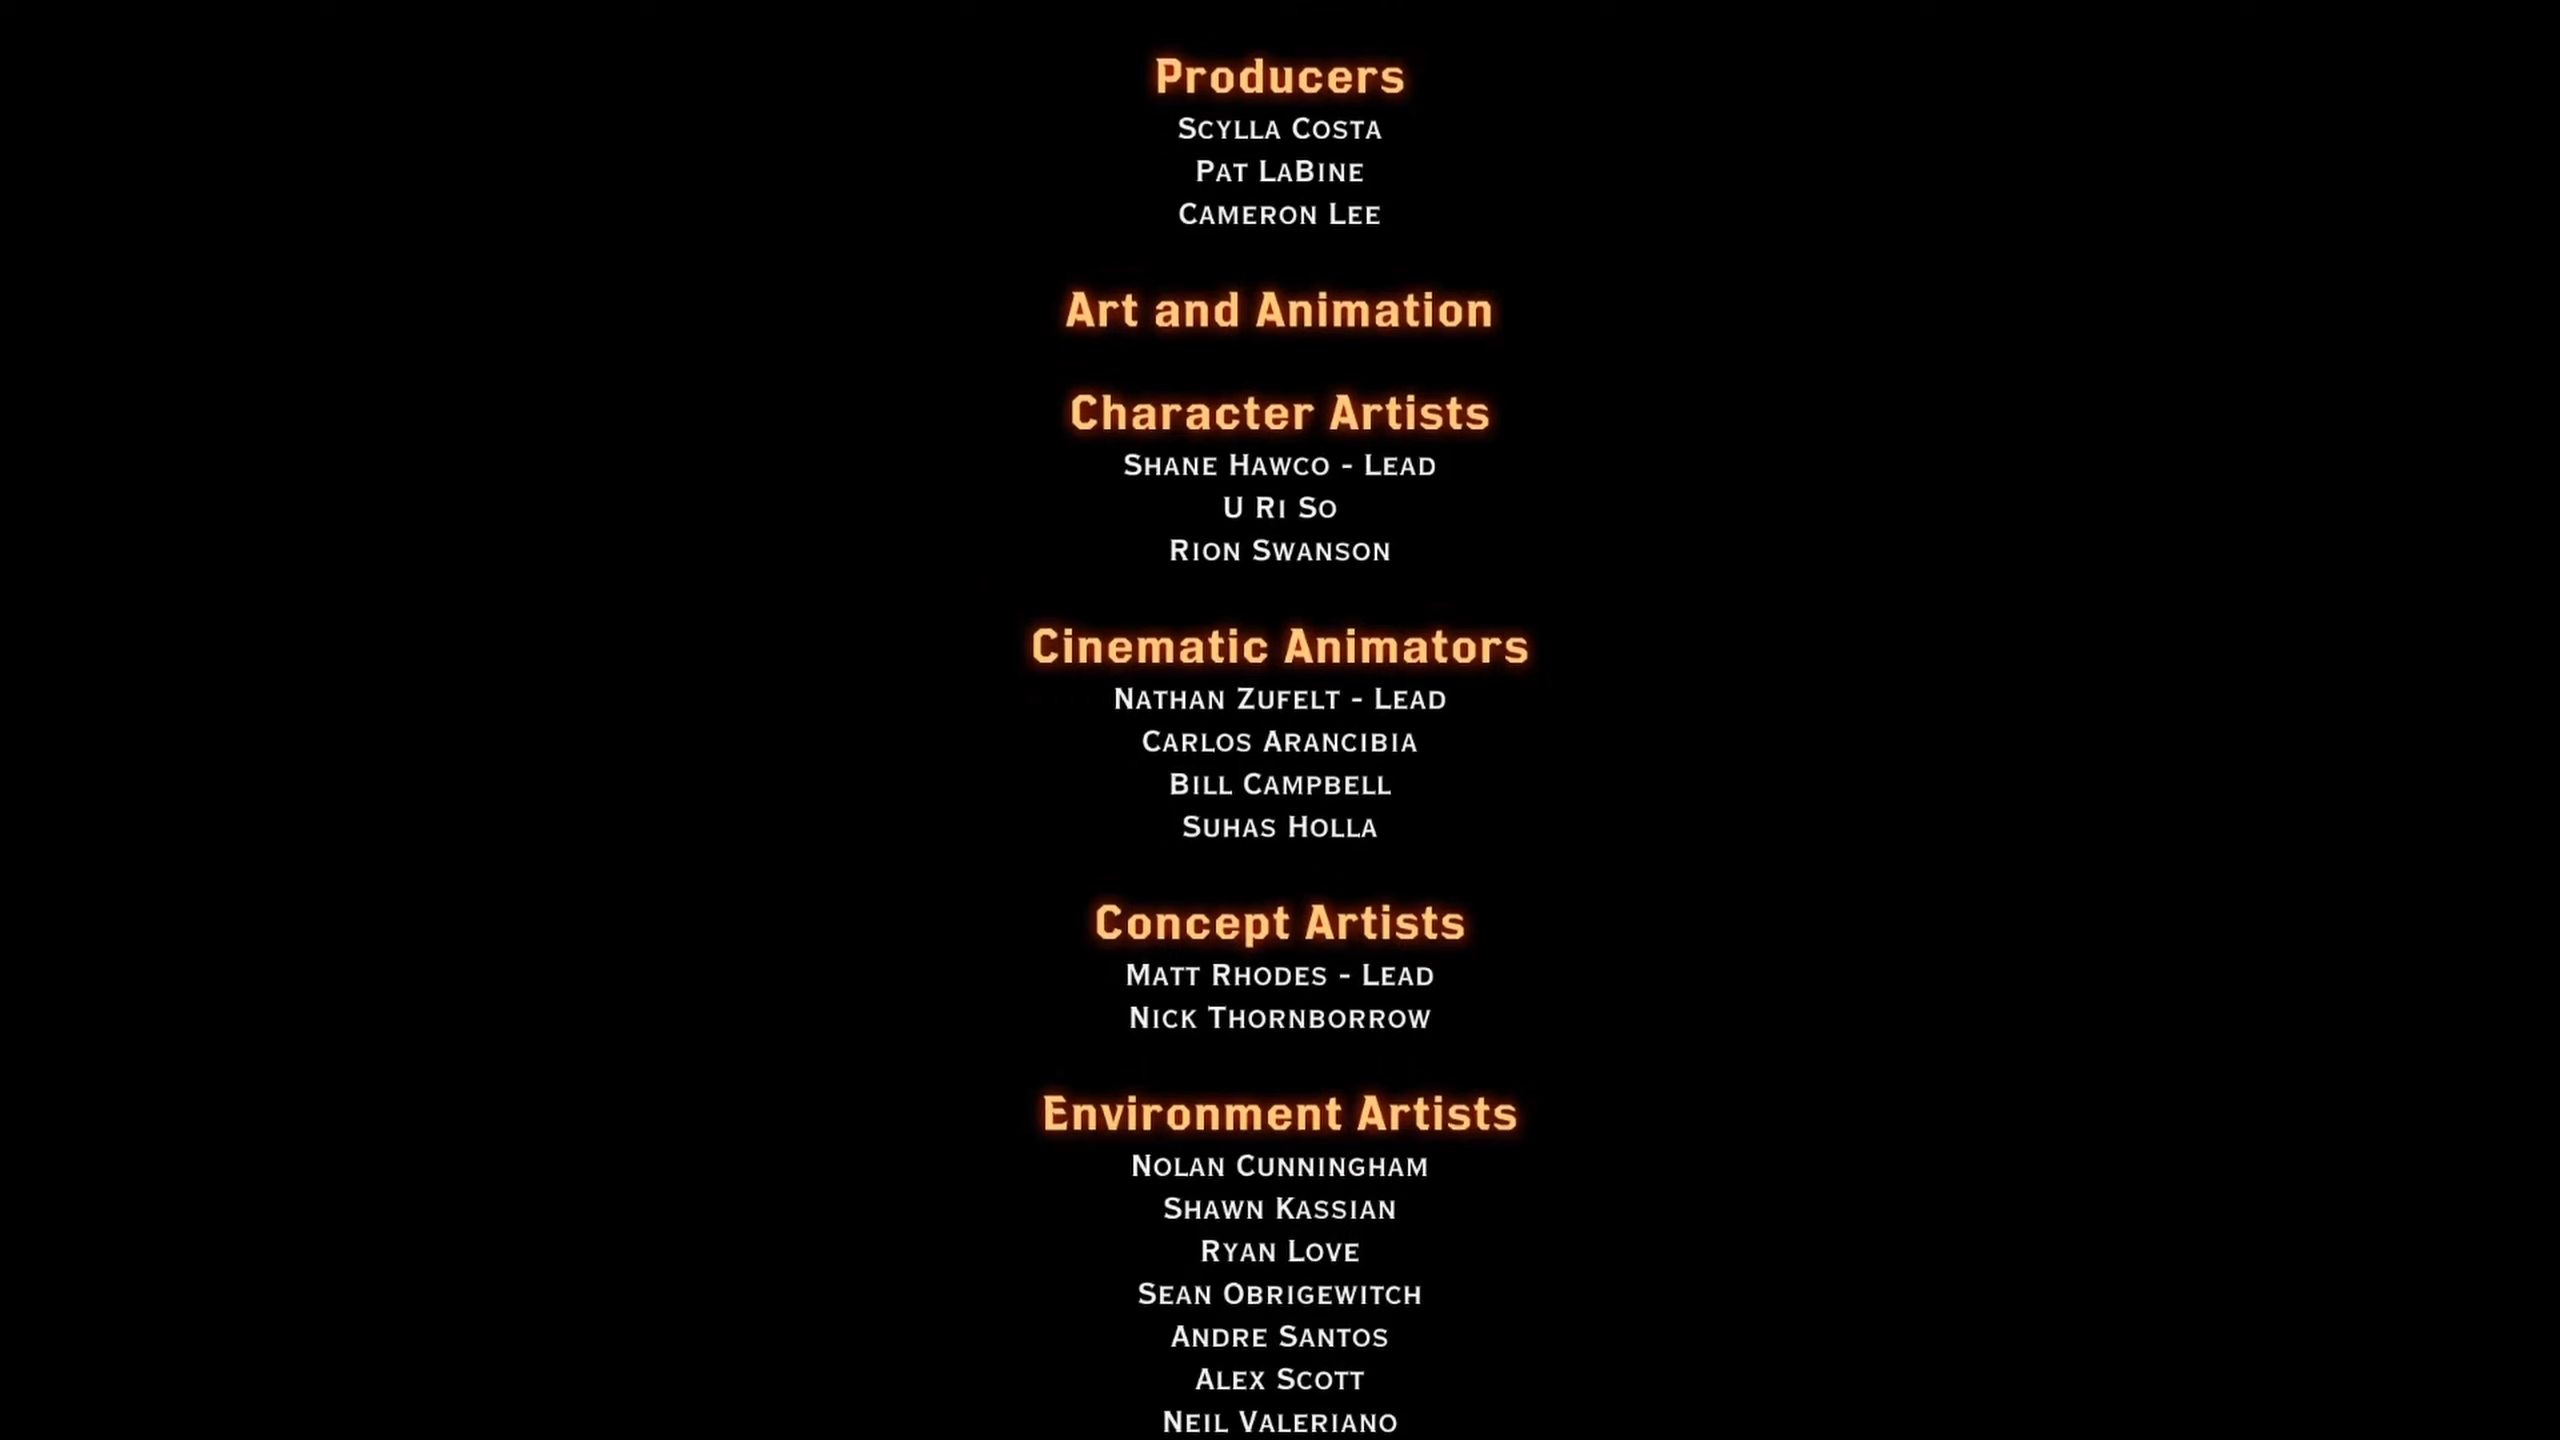 Producers
Scylla Costa
Pat LaBine
Cameron Lee
Art and Animation
Character Artists
Shane Hawco - Lead
U Ri So
Rion Swanson
Cinematic Animators
Nathan Zufelt - Lead
Carlos Arancibia
Bill Campbell
Suhas Holla
Concept Artists
Matt Rhodes - Lead
Nick Thornborrow
Environment Artists
Nolan Cunningham
Shawn Kassian
Ryan Love
Sean Obrigewitch
Andre Santos
Alex Scott
Neil Valeriano